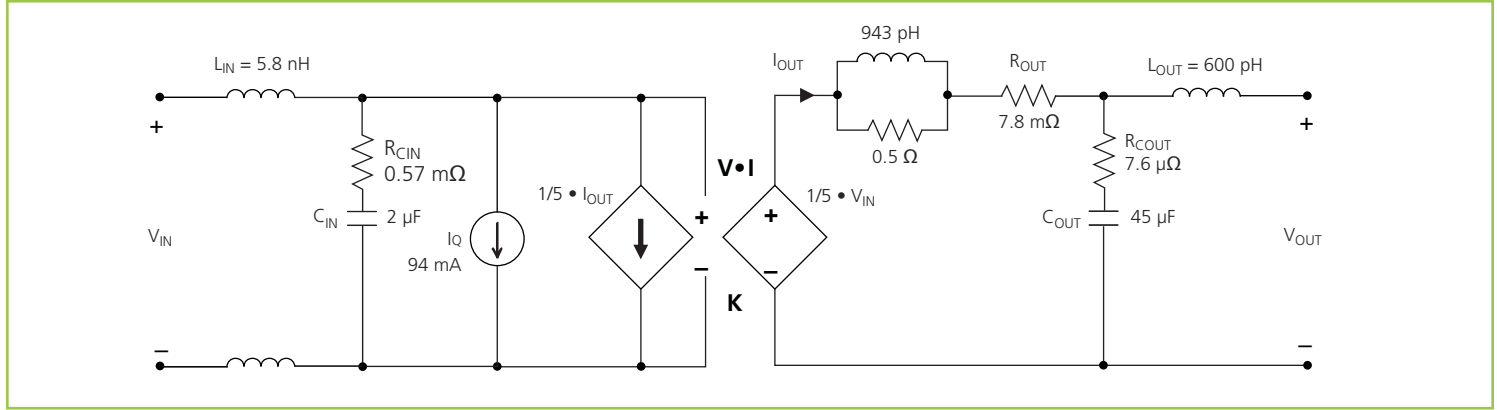 L_IN = 5.8 nH
+
R_CIN
0.57 mΩ
C_IN
2 µF
V_IN
I_Q
94 mA
1/5 • I_OUT
V•I
+
–
K
–
I_OUT
943 pH
0.5 Ω
R_OUT
7.8 mΩ
L_OUT = 600 pH
+
R_COUT
7.6 µΩ
1/5 • V_IN
+
–
C_OUT
45 µF
V_OUT
–